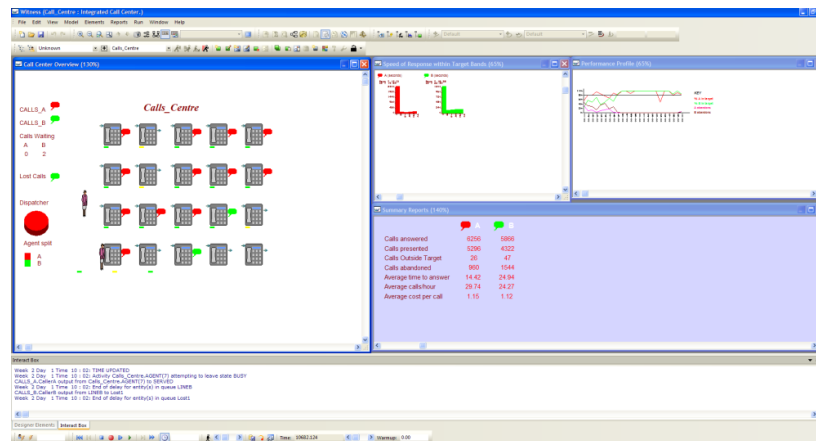 Witness (Call_Centre : Integrated Call Center.)
File Edit View Model Elements Reports Run Window Help
Unknown
Calls_Centre
Default
Default
Call Center Overview (130%)
Calls_Centre
CALLS_A
CALLS_B
Calls Waiting
A B
0 2
Lost Calls
Dispatcher
Agent split
A
B
Speed of Response within Target Bands (65%)
Performance Profile (65%)
KEY
Summary Reports (140%)
A B
Calls answered 6266 5866
Calls presented 5286 4322
Calls Outside Target 26 47
Calls abandoned 980 1544
Average time to answer 14.42 24.94
Average calls/hour 29.74 24.27
Average cost per call 1.15 1.12
Interact Box
Week 2 Day 1 Time 10 : 02: TIME UPDATED
Week 2 Day 1 Time 10 : 02: Activity Calls_Centre.AGENT(7) attempting to leave state BUSY
CALLS_A.CallerA output from Calls_Centre.AGENT(7) to SERVED
Week 2 Day 1 Time 10 : 02: End of delay for entity(s) in queue LINEB
CALLS_B.CallerB output from LINEB to Lost1
Week 2 Day 1 Time 10 : 02: End of delay for entity(s) in queue Lost1
Designer Elements Interact Box
Time: 10682.124
Warmup: 0.00